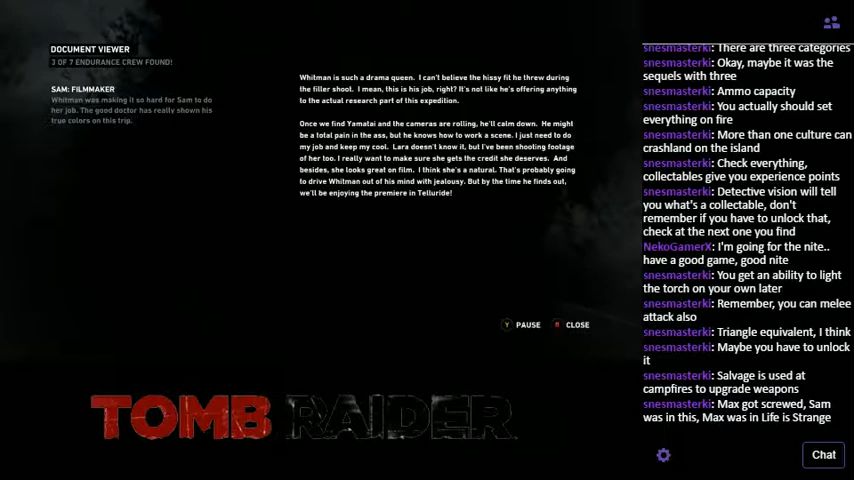 DOCUMENT VIEWER
3 OF 7 ENDURANCE CREW FOUND!
SAM: FILMMAKER
Whitman was making it so hard for Sam to do
her job. The good doctor has really shown his
true colors on this trip.
Whitman is such a drama queen. I can't believe the hissy fit he threw during
the filler shoot. I mean, this is his job, right? It's not like he's offering anything
to the actual research part of this expedition.
Once we find Yamatai and the cameras are rolling, he'll calm down. He might
be a total pain in the ass, but he knows how to work a scene. I just need to do
my job and keep my cool. Lara doesn't know it, but I've been shooting footage
of her too. I really want to make sure she gets the credit she deserves. And
besides, she looks great on film. I think she's a natural. That's probably going
to drive Whitman out of his mind with jealousy. But by the time he finds out,
we'll be enjoying the premiere in Telluride!
Y PAUSE B CLOSE
TOMB RAIDER
snesmasterki: There are three categories
snesmasterki: Okay, maybe it was the
sequels with three
snesmasterki: Ammo capacity
snesmasterki: You actually should set
everything on fire
snesmasterki: More than one culture can
crashland on the island
snesmasterki: Check everything,
collectables give you experience points
snesmasterki: Detective vision will tell
you what's a collectable, don't
remember if you have to unlock that,
check at the next one you find
NekoGamerX: I'm going for the nite..
have a good game, good nite
snesmasterki: You get an ability to light
the torch on your own later
snesmasterki: Remember, you can melee
attack also
snesmasterki: Triangle equivalent, I think
snesmasterki: Maybe you have to unlock
it
snesmasterki: Salvage is used at
campfires to upgrade weapons
snesmasterki: Max got screwed, Sam
was in this, Max was in Life is Strange
Chat